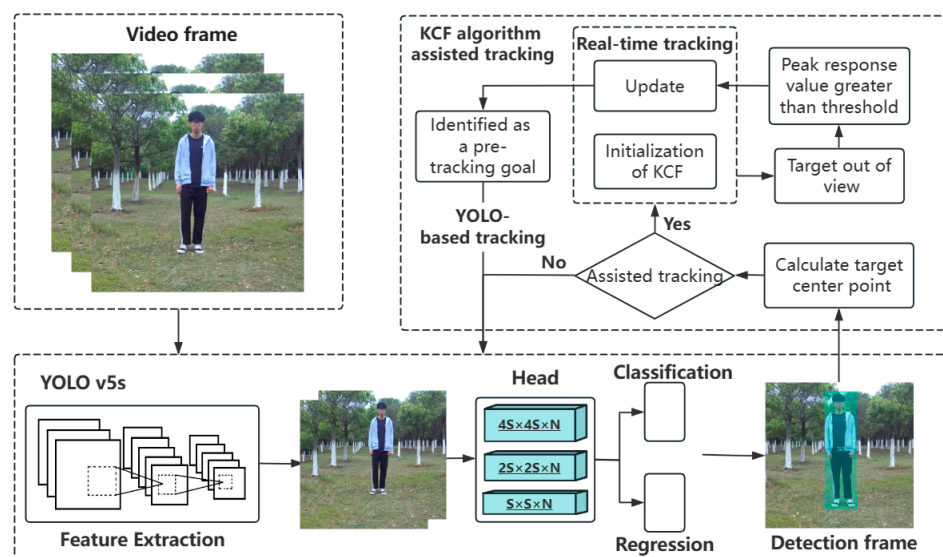 Video frame
KCF algorithm
assisted tracking
Real-time tracking
Update
Peak response
value greater
than threshold
Identified as
a pre-
tracking goal
Initialization
of KCF
Target out of
view
YOLO-
based tracking
Yes
No
Assisted tracking
Calculate target
center point
YOLO v5s
Head
Classification
4S×4S×N
2S×2S×N
S×S×N
Feature Extraction
Regression
Detection frame